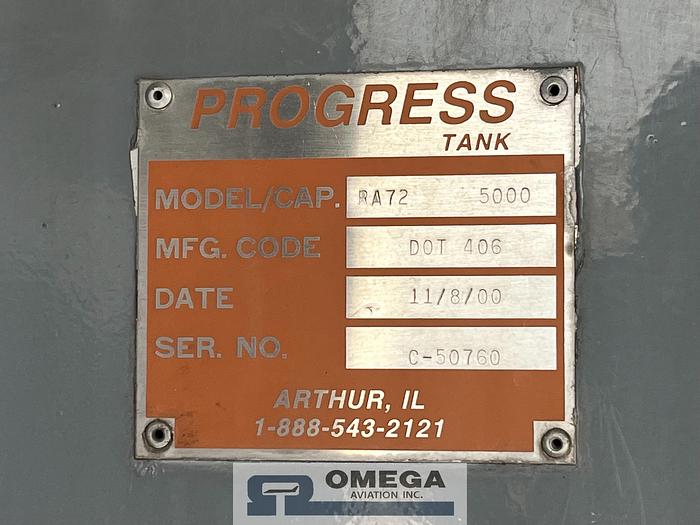 PROGRESS
TANK
MODEL/CAP. RA72 5000
MFG. CODE DOT 406
DATE 11/8/00
SER. NO. C-50760
ARTHUR, IL
1-888-543-2121
OMEGA
AVIATION INC.